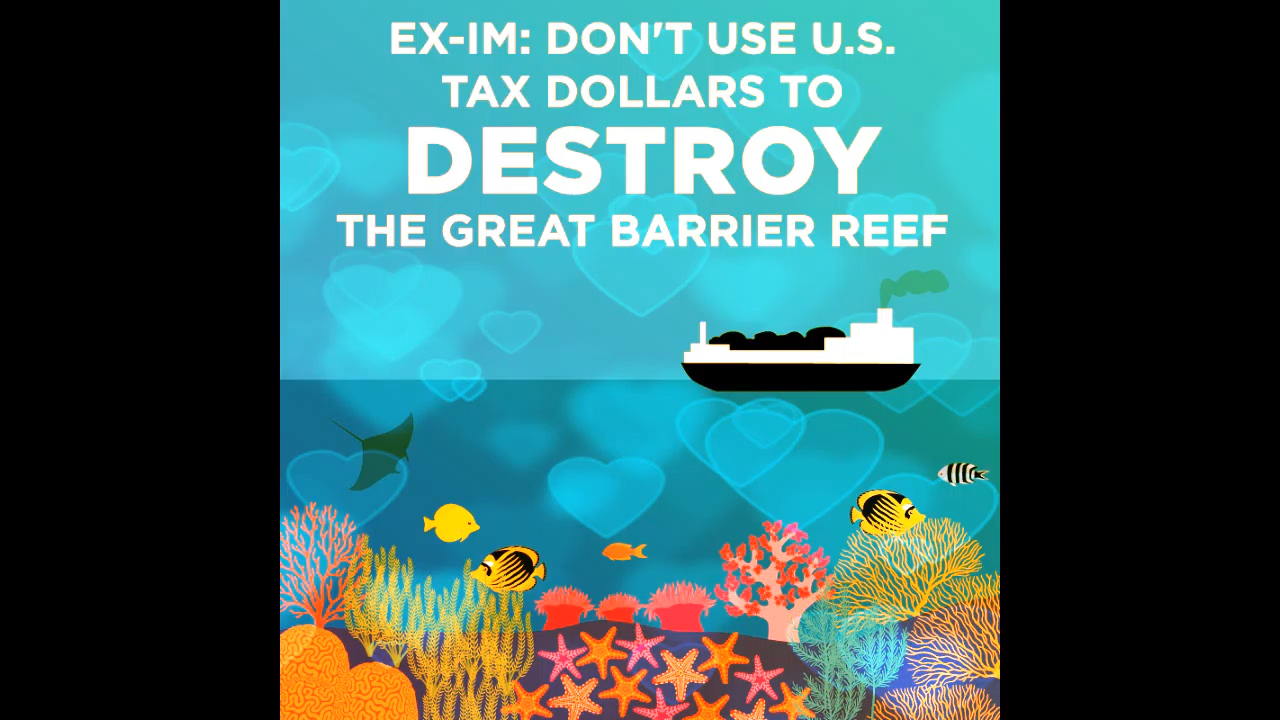 EX-IM: DON'T USE U.S.
TAX DOLLARS TO
DESTROY
THE GREAT BARRIER REEF